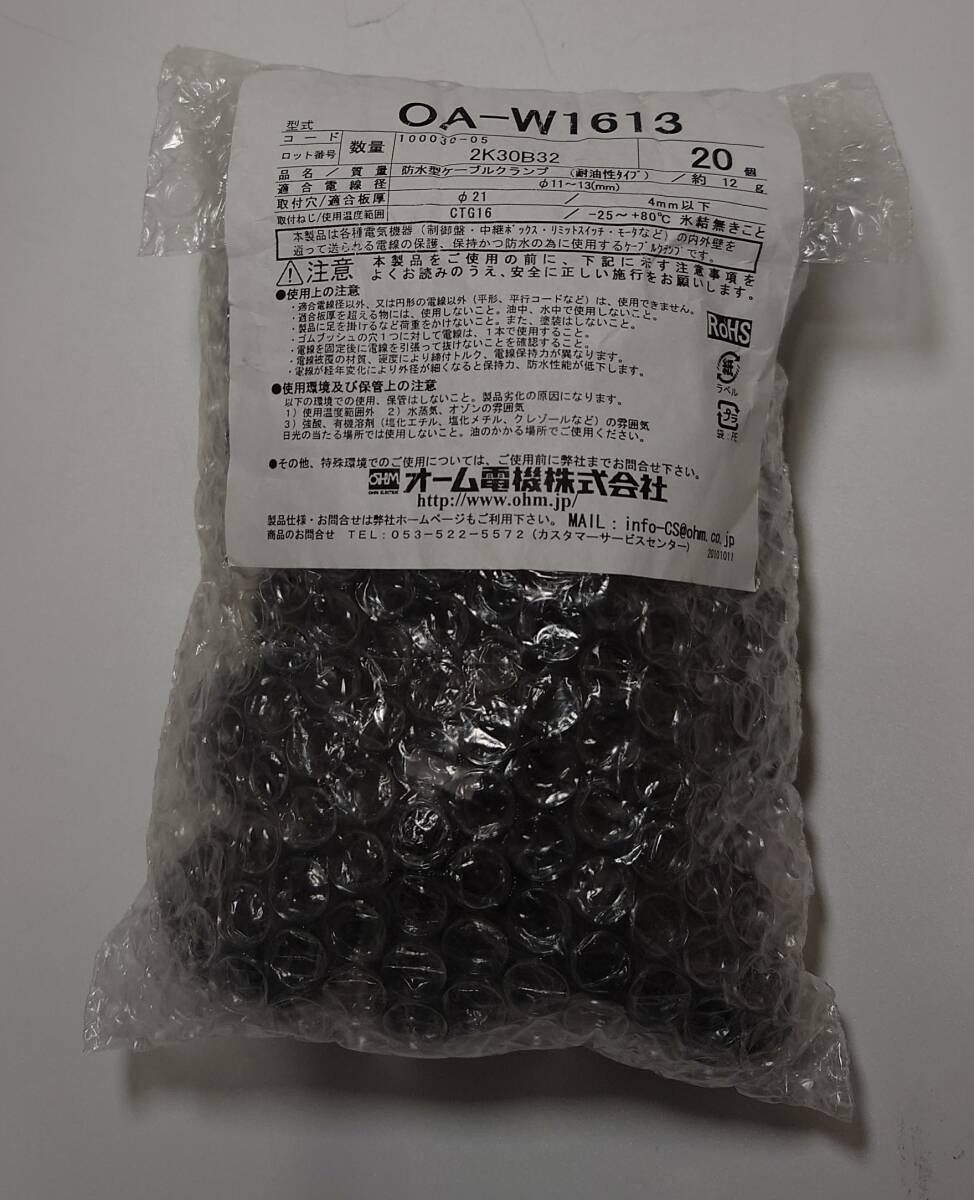 型式 OA-W1613
コード 100030-05
ロット番号 数量 2K30B32 20個
品名/質量 防水型ケーブルクランプ (耐油性タイプ) /約 12 g
適合電線径 φ11~13(mm)
取付穴/適合板厚 φ21 / 4mm以下
取付ねじ/使用温度範囲 CTG16 / -25~+80℃ 氷結無きこと
本製品は各種電気機器(制御盤・中継ボックス・リミットスイッチ・モータなど)の内外壁を
通って送られる電線の保護、保持かつ防水の為に使用するケーブルクランプです。
注意 本製品をご使用の前に、下記に示す注意事項を
よくお読みのうえ、安全に正しい施行をお願いします。
●使用上の注意
・適合電線径以外、又は円形の電線以外(平形、平行コードなど)は、使用できません。
・適合板厚を超える物には、使用しないこと。油中、水中で使用しないこと。
・製品に足を掛けるなど荷重をかけないこと。また、塗装はしないこと。
・ゴムブッシュの穴1つに対して電線は、1本で使用すること。
・電線を固定後に電線を引張って抜けないことを確認すること。
・電線被覆の材質、硬度により締付トルク、電線保持力が異なります。
・電線が経年変化により外径が細くなると保持力、防水性能が低下します。
RoHS
紙
ラベル
プラ
袋:PE
●使用環境及び保管上の注意
以下の環境での使用、保管はしないこと。製品劣化の原因になります。
1)使用温度範囲外 2)水蒸気、オゾンの雰囲気
3)強酸、有機溶剤(塩化エチル、塩化メチル、クレゾールなど)の雰囲気
日光の当たる場所では使用しないこと。油のかかる場所でご使用ください。
●その他、特殊環境でのご使用については、ご使用前に弊社までお問合せ下さい。
OHM OHM ELECTRIC オーム電機株式会社
http://www.ohm.jp/
製品仕様・お問合せは弊社ホームページもご利用下さい。 MAIL:info-CS@ohm.co.jp
商品のお問合せ TEL:053-522-5572(カスタマーサービスセンター) 20101011